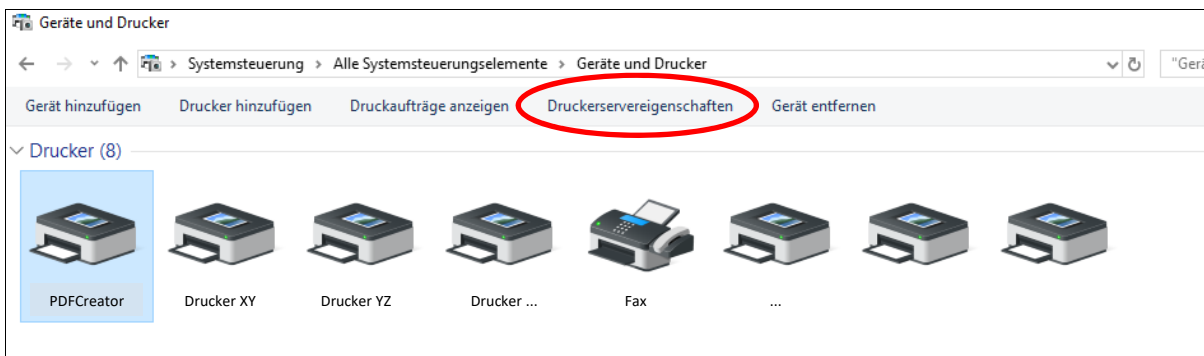 Geräte und Drucker
Systemsteuerung > Alle Systemsteuerungselemente > Geräte und Drucker "Gerä
Gerät hinzufügen Drucker hinzufügen Druckaufträge anzeigen Druckerservereigenschaften Gerät entfernen
Drucker (8)
PDFCreator Drucker XY Drucker YZ Drucker ... Fax ...